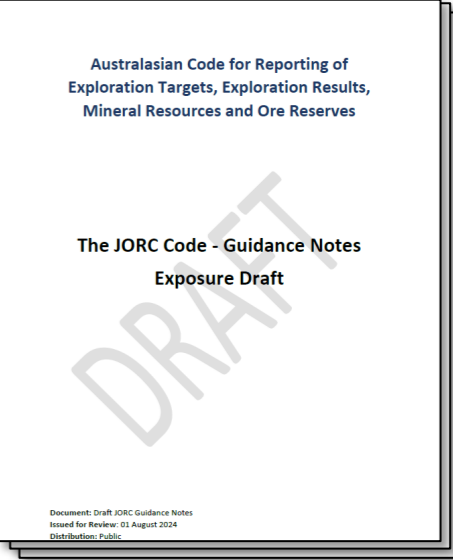 Australasian Code for Reporting of
Exploration Targets, Exploration Results,
Mineral Resources and Ore Reserves
The JORC Code - Guidance Notes
Exposure Draft
DRAFT
Document: Draft JORC Guidance Notes
Issued for Review: 01 August 2024
Distribution: Public